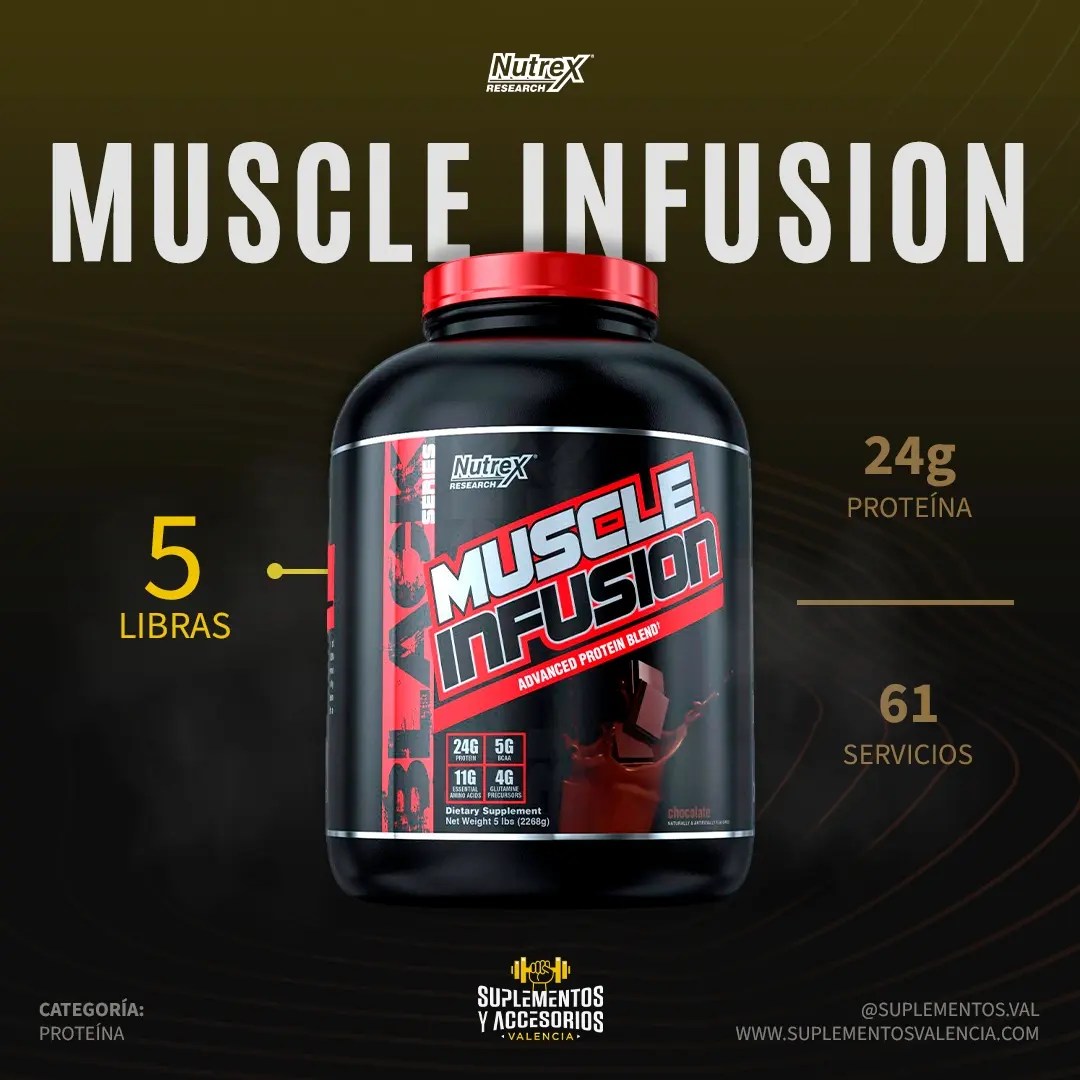 Nutrex
RESEARCH
MUSCLE INFUSION
5
LIBRAS
24g
PROTEÍNA
61
SERVICIOS
BLACK
SERIES
Nutrex
RESEARCH
MUSCLE
INFUSION
ADVANCED PROTEIN BLEND†
24G
PROTEIN
5G
BCAA
11G
ESSENTIAL
AMINO ACIDS
4G
GLUTAMINE
PRECURSORS
Dietary Supplement
Net Weight 5 lbs (2268g)
chocolate
SUPLEMENTOS
Y ACCESORIOS
• VALENCIA •
CATEGORÍA:
PROTEÍNA
@SUPLEMENTOS.VAL
WWW.SUPLEMENTOSVALENCIA.COM